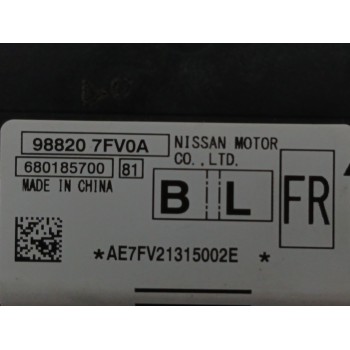 98820 7FV0A
NISSAN MOTOR
CO.,LTD.
680185700 81
MADE IN CHINA
B L FR
*AE7FV21315002E *